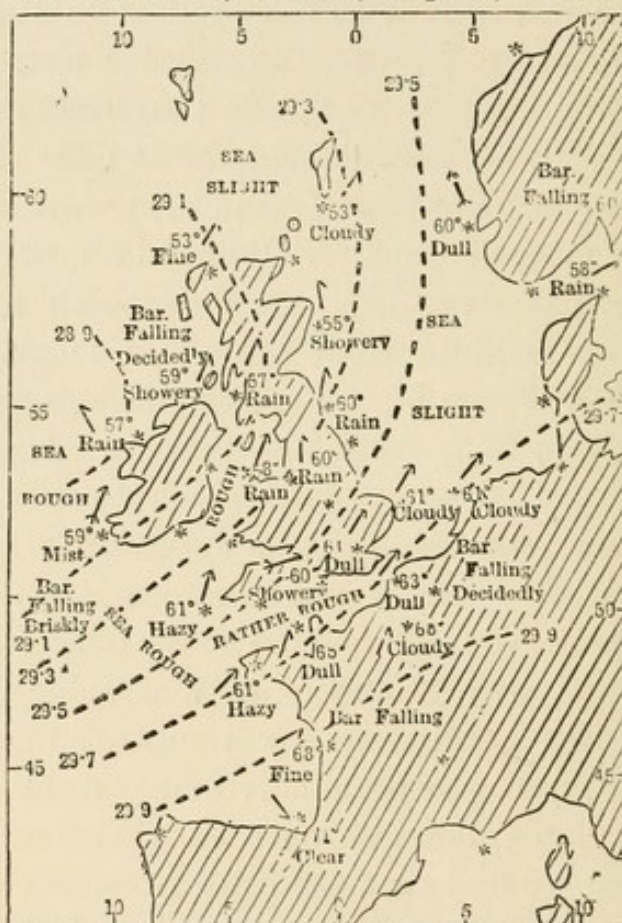 10 5 0 5 10
29·5
29·3
SEA
SLIGHT
Bar.
Falling
60 60
29·1
53°
Cloudy
53°
Fine
60°
Dull
58°
Rain
Bar.
Falling
Decidedly
28 9
55°
Showery
SEA
59°
Showery
57°
Rain
55
60°
Rain
SLIGHT
29·7
57°
Rain
SEA
ROUGH
ROUGH
58°
Rain
60°
Rain
61°
Cloudy
61
Cloudy
59°
Mist
61
Dull
Bar.
Falling
Decidedly
60
Showery
63°
Dull
Bar.
Falling
Briskly
61°
Hazy
SEA ROUGH
RATHER ROUGH
50
29·1
29·3
68°
Cloudy
29 9
65
Dull
61°
Hazy
29·5
Bar Falling
29·7
45 45
68
Fine
29 9
Clear
10 5 10